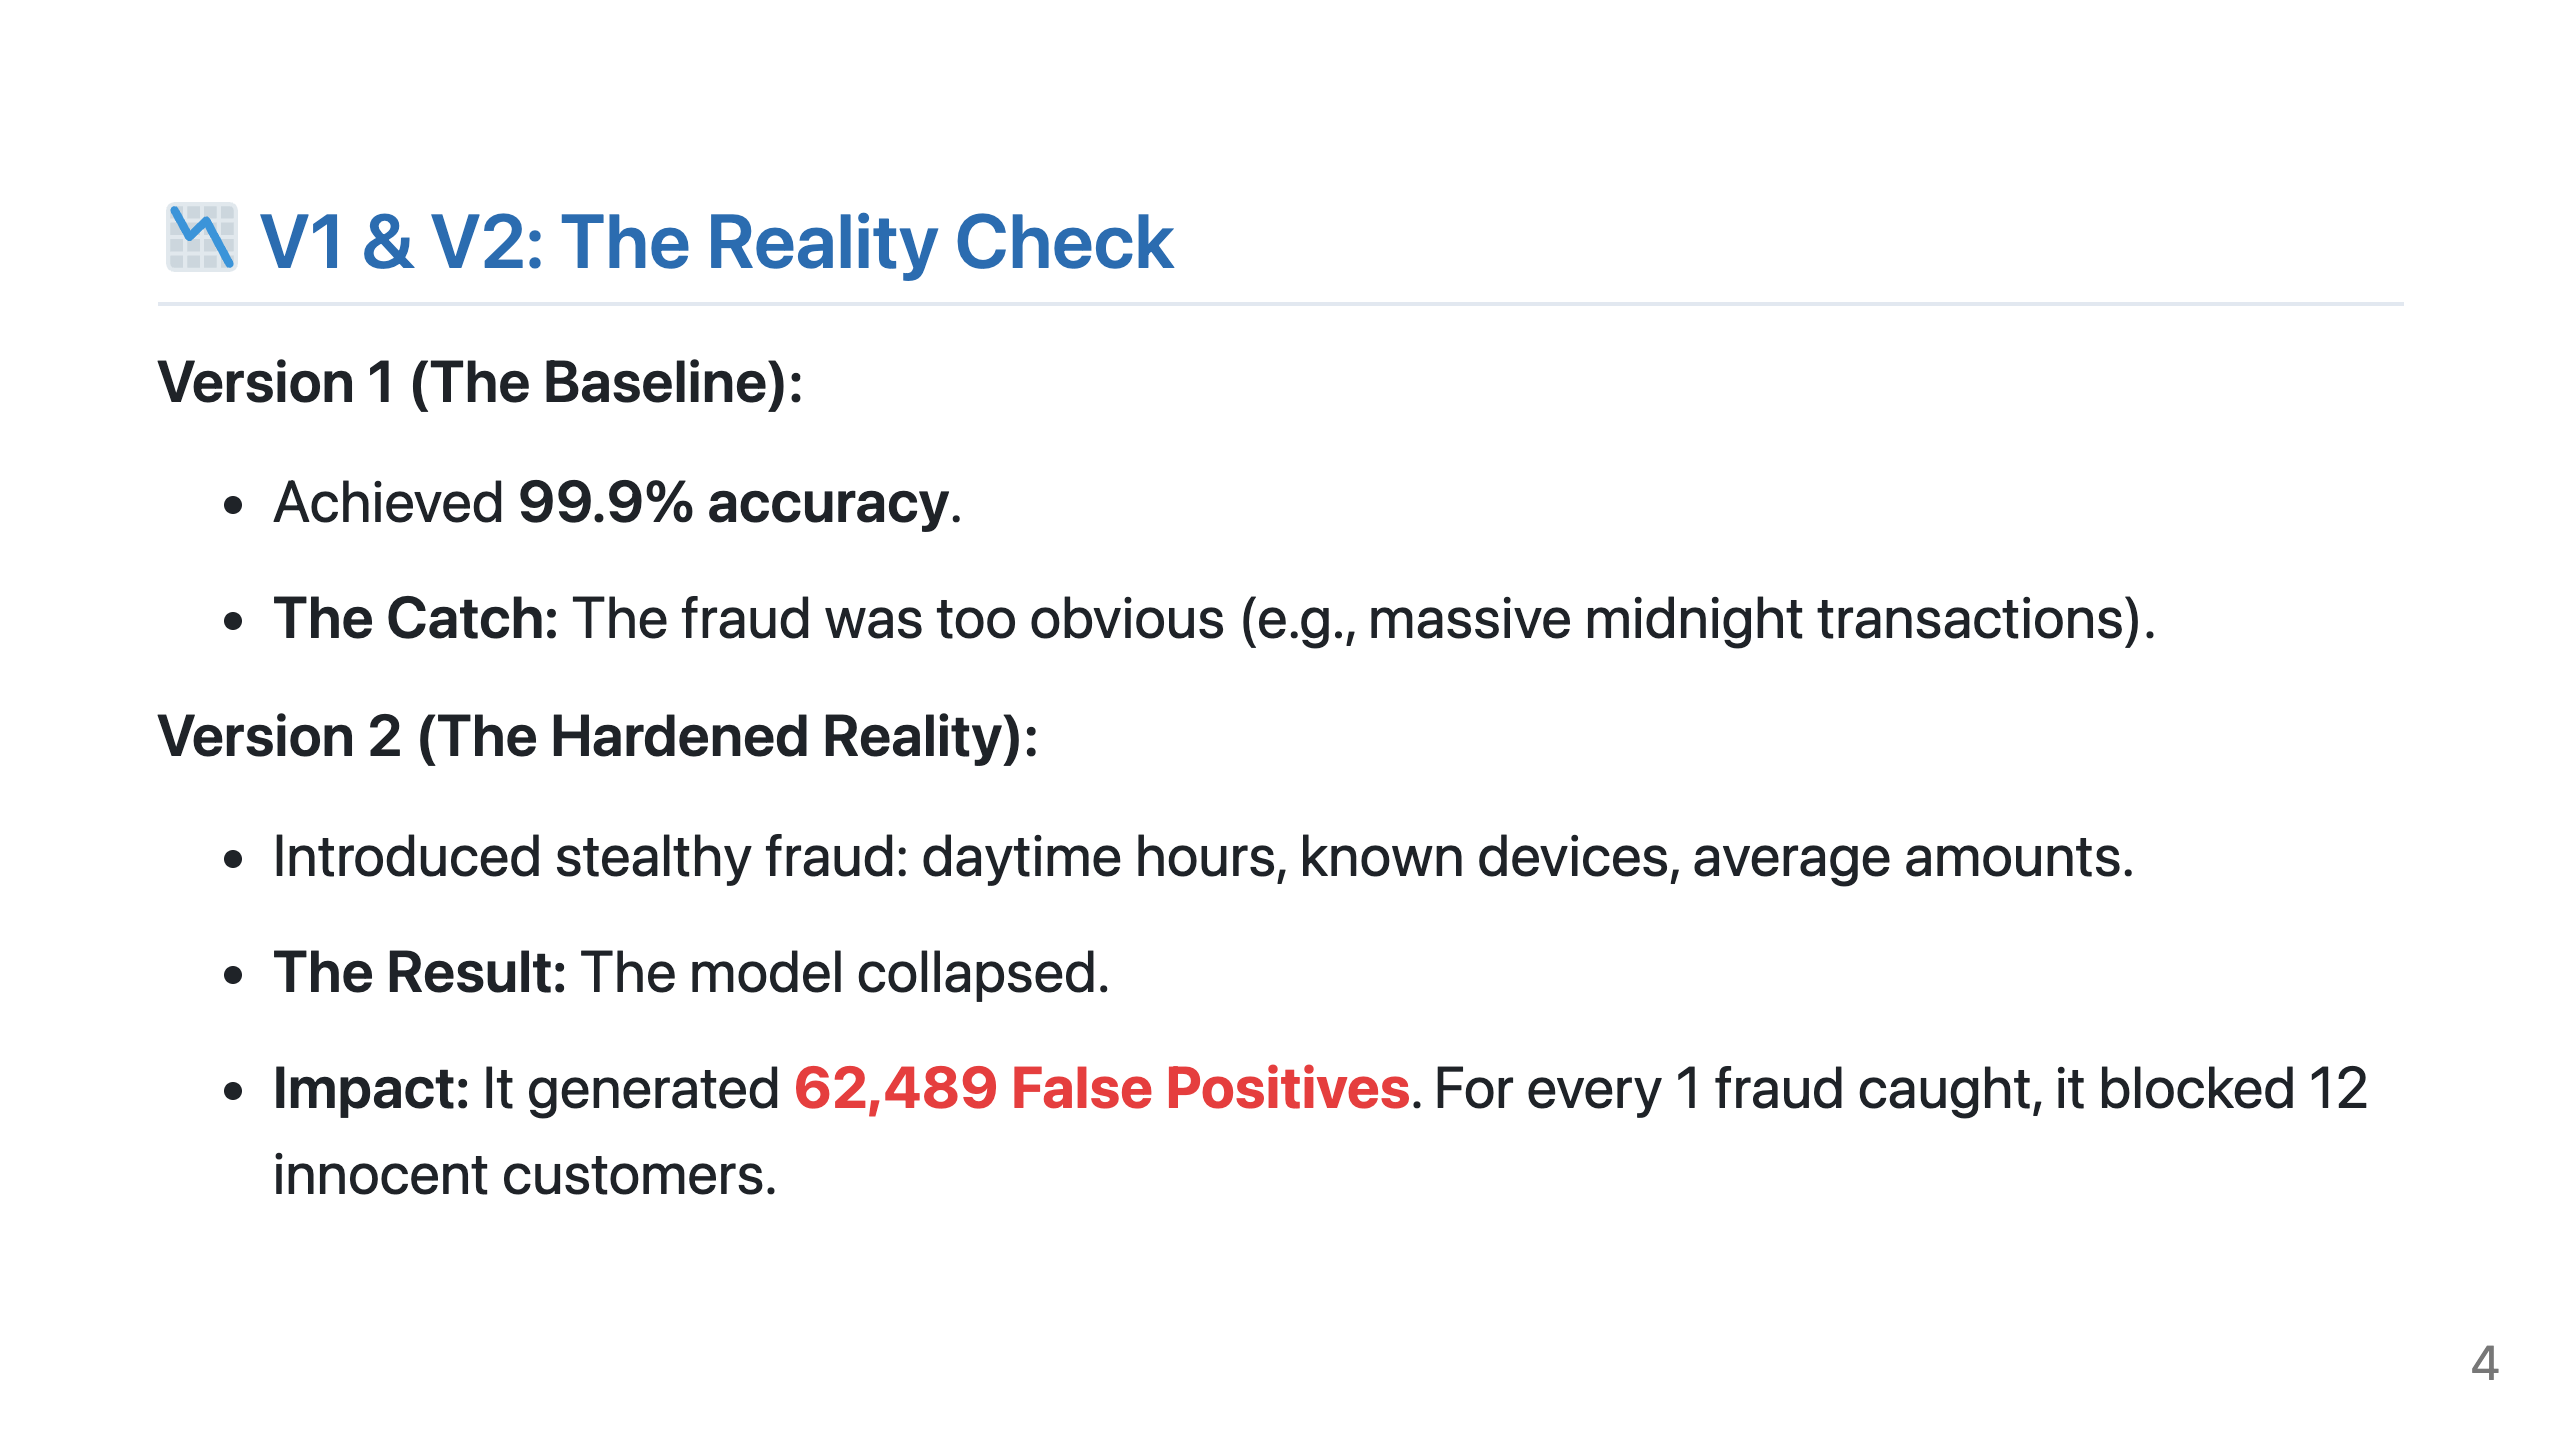 V1 & V2: The Reality Check
Version 1 (The Baseline):
• Achieved 99.9% accuracy.
• The Catch: The fraud was too obvious (e.g., massive midnight transactions).
Version 2 (The Hardened Reality):
• Introduced stealthy fraud: daytime hours, known devices, average amounts.
• The Result: The model collapsed.
• Impact: It generated 62,489 False Positives. For every 1 fraud caught, it blocked 12
innocent customers.
4